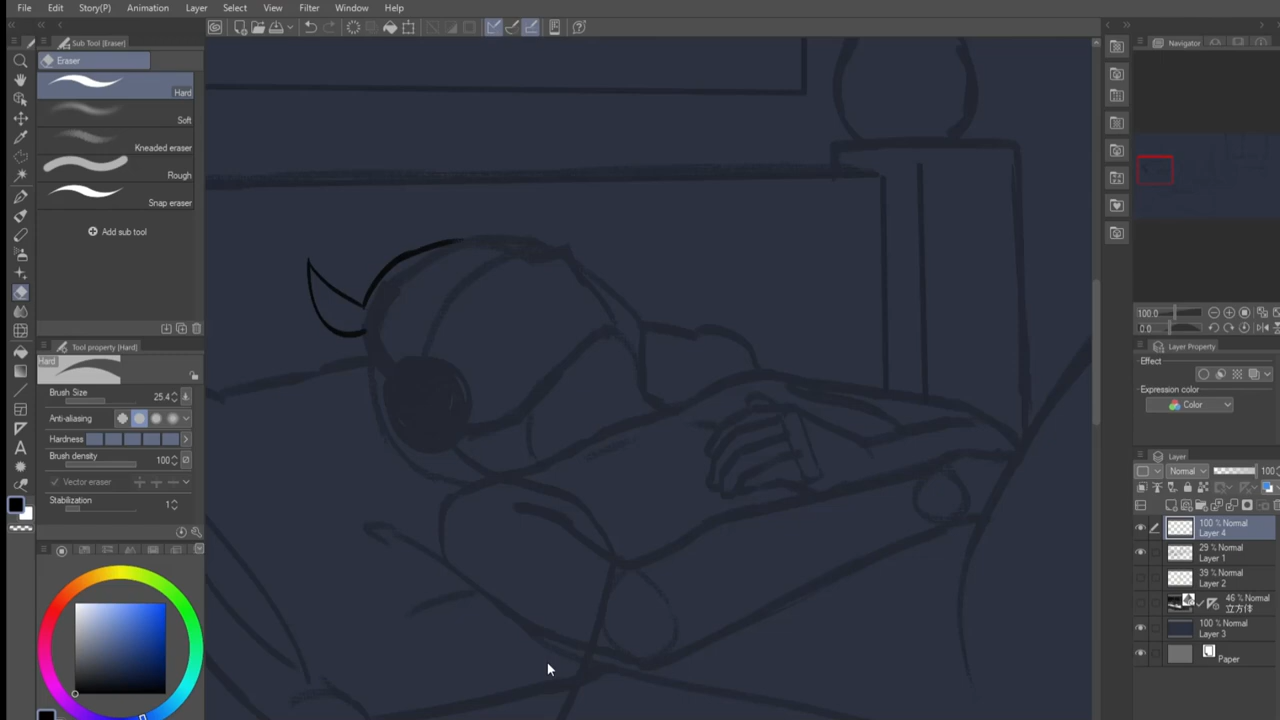 File Edit Story(P) Animation Layer Select View Filter Window Help
Sub Tool (Eraser)
Eraser
Hard
Soft
Kneaded eraser
Rough
Snap eraser
Add sub tool
Tool property (Hard)
Hard
Brush Size 25.4
Anti-aliasing
Hardness
Brush density 100
Vector eraser
Stabilization 1
Navigator
100.0
0.0
Layer Property
Effect
Expression color
Color
Layer
Normal 100
100 % Normal
Layer 4
29 % Normal
Layer 1
39 % Normal
Layer 2
46 % Normal
立方体
100 % Normal
Layer 3
Paper